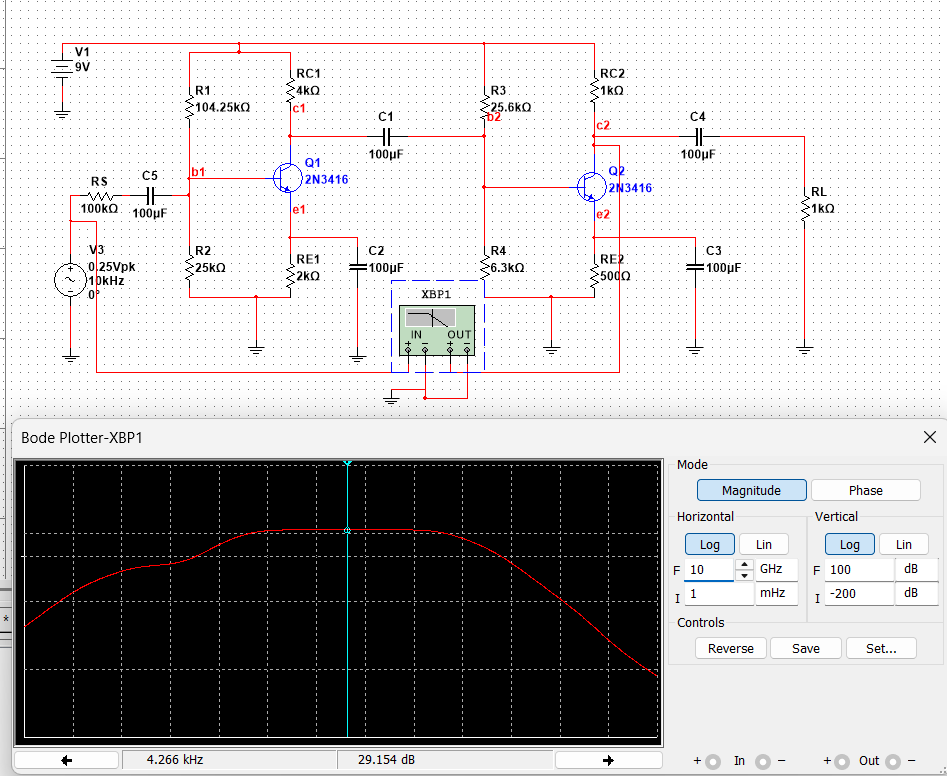 V1
9V
R1
104.25kΩ
RC1
4kΩ
c1
C1
100µF
R3
25.6kΩ
b2
RC2
1kΩ
c2
C4
100µF
RS
100kΩ
C5
100µF
b1
Q1
2N3416
e1
Q2
2N3416
e2
RL
1kΩ
V3
0.25Vpk
10kHz
0°
R2
25kΩ
RE1
2kΩ
C2
100µF
R4
6.3kΩ
RE2
500Ω
C3
100µF
XBP1
IN OUT
+ − + −
Bode Plotter-XBP1
Mode
Magnitude Phase
Horizontal Vertical
Log Lin Log Lin
F 10 GHz F 100 dB
I 1 mHz I -200 dB
Controls
Reverse Save Set...
*
4.266 kHz 29.154 dB
+ In − + Out −